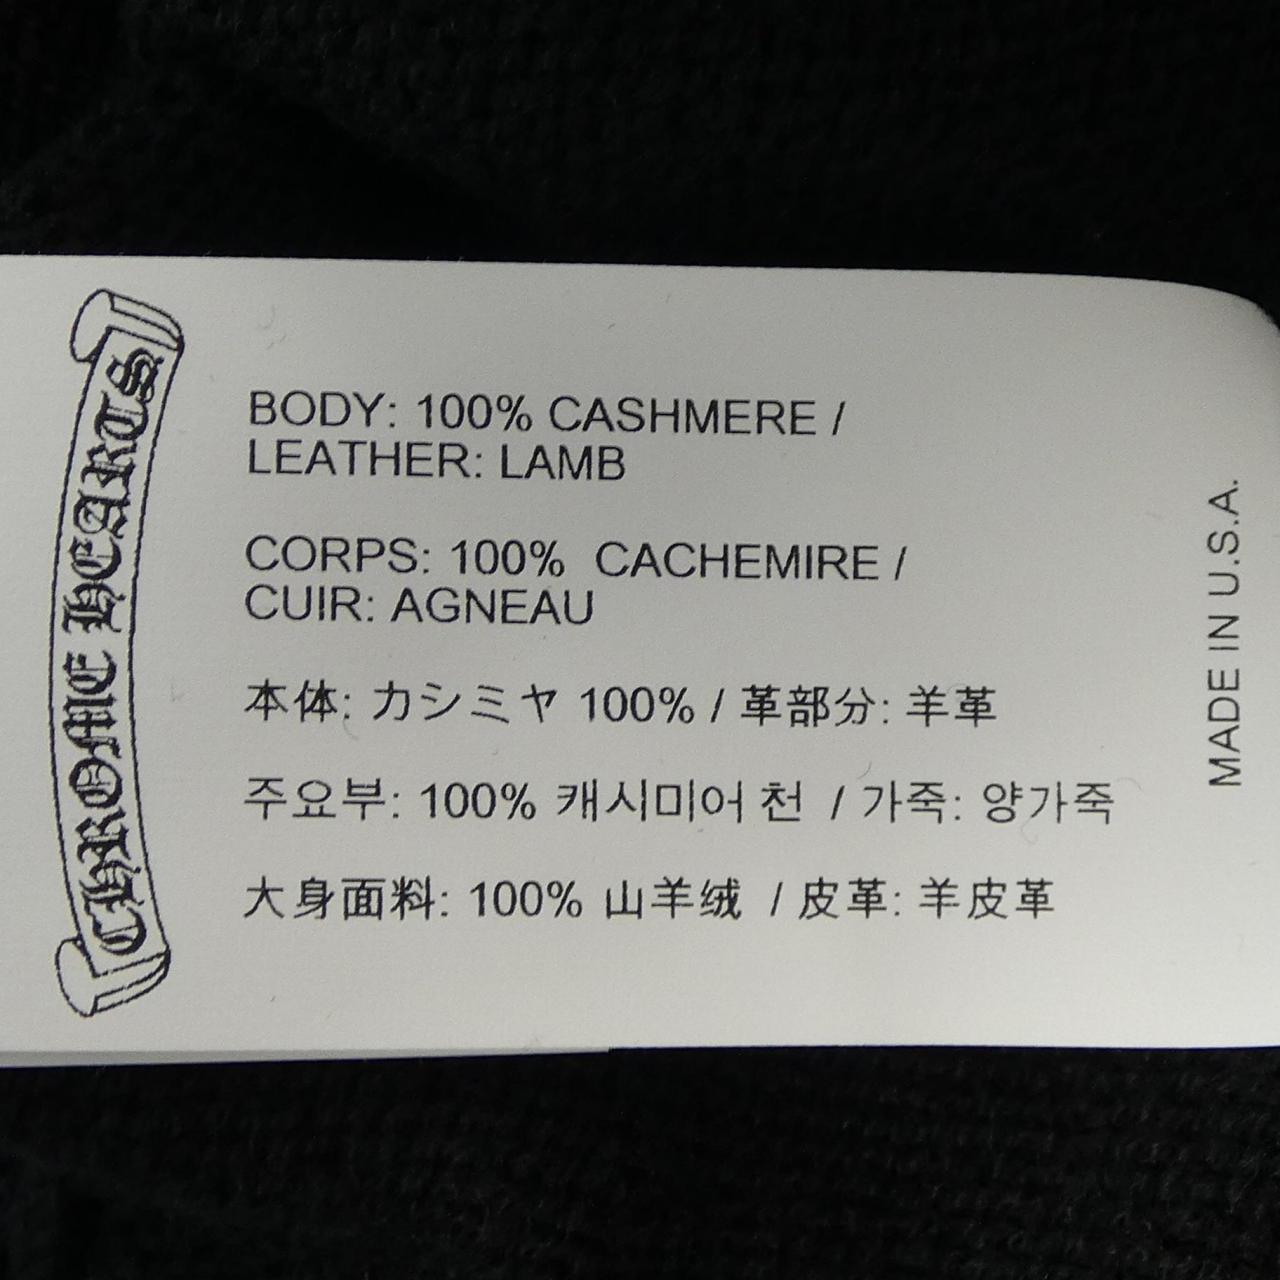 CHROME HEARTS
BODY: 100% CASHMERE /
LEATHER: LAMB
CORPS: 100% CACHEMIRE /
CUIR: AGNEAU
本体: カシミヤ 100% / 革部分: 羊革
주요부: 100% 캐시미어 천 / 가죽: 양가죽
大身面料: 100% 山羊绒 / 皮革: 羊皮革
MADE IN U.S.A.